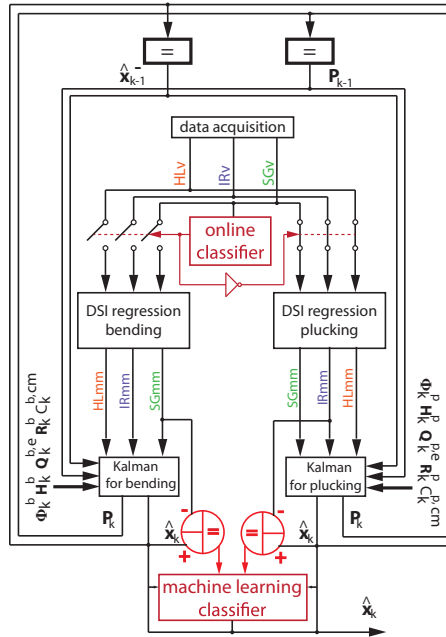 =
=
x̂⁻ₖ₋₁
Pₖ₋₁
data acquisition
HLv
IRv
SGv
online
classifier
DSI regression
bending
DSI regression
plucking
HLmm
IRmm
SGmm
SGmm
IRmm
HLmm
Φₖᵇ Hₖᵇ Qₖᵇ,ᵉ Rₖᵇ Cₖᵇ,ᶜᵐ
Kalman
for bending
Kalman
for plucking
Φₖᵖ Hₖᵖ Qₖᵖ,ᵉ Rₖᵖ Cₖᵖ,ᶜᵐ
Pₖ
x̂ₖ
-
=
+
-
=
+
x̂ₖ
Pₖ
machine learning
classifier
x̂ₖ